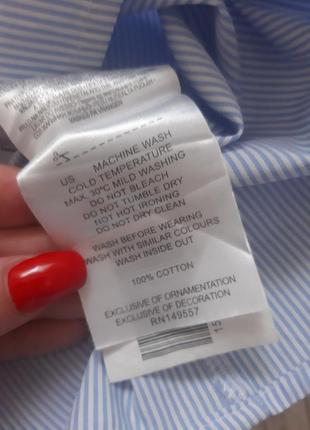 US MACHINE WASH
COLD TEMPERATURE
MAX 30ºC MILD WASHING
DO NOT BLEACH
DO NOT TUMBLE DRY
NOT HOT IRONING
DO NOT DRY CLEAN
WASH BEFORE WEARING
WASH WITH SIMILAR COLOURS
WASH INSIDE OUT
100% COTTON
EXCLUSIVE OF ORNAMENTATION
EXCLUSIVE OF DECORATION
RN149557